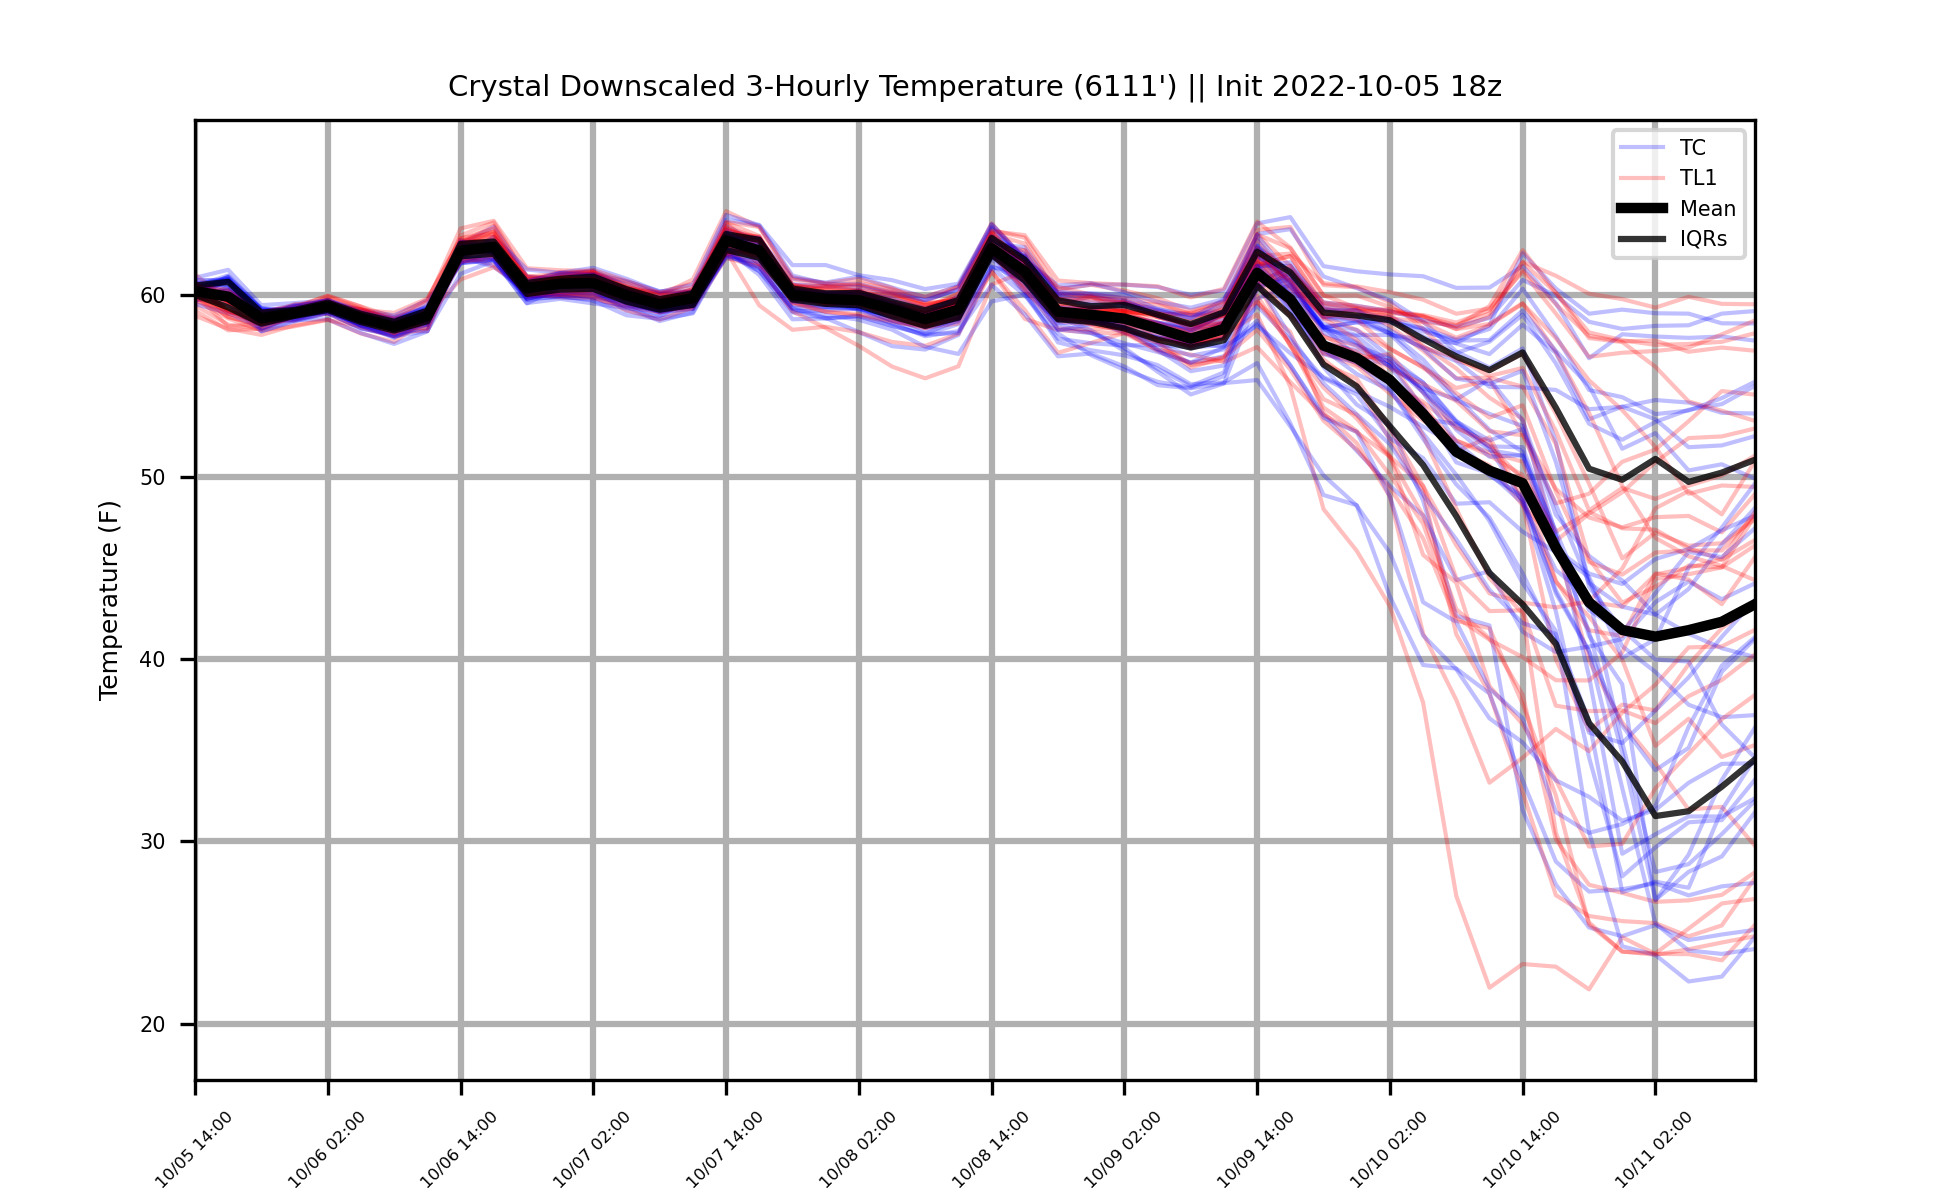 Crystal Downscaled 3-Hourly Temperature (6111') || Init 2022-10-05 18z
TC
TL1
Mean
IQRs
Temperature (F)
60
50
40
30
20
10/05 14:00
10/06 02:00
10/06 14:00
10/07 02:00
10/07 14:00
10/08 02:00
10/08 14:00
10/09 02:00
10/09 14:00
10/10 02:00
10/10 14:00
10/11 02:00